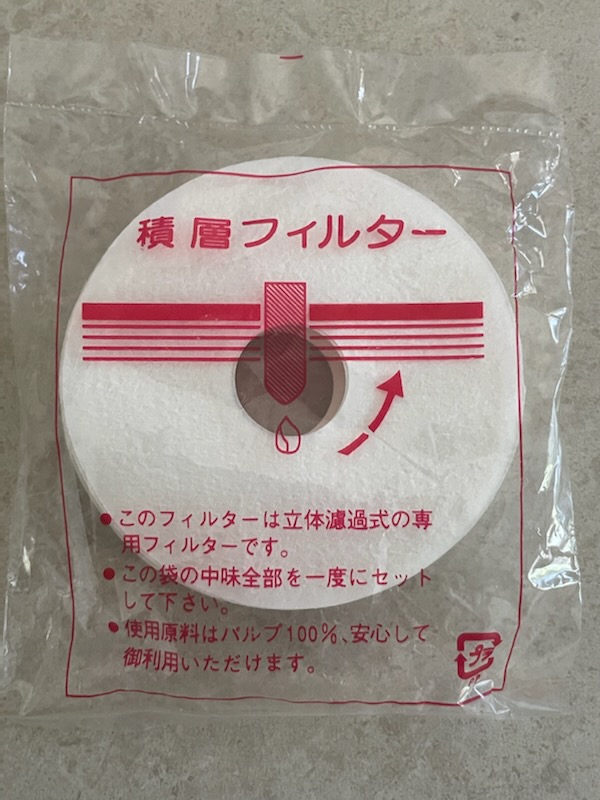 積層フィルター
●このフィルターは立体濾過式の専
用フィルターです。
●この袋の中味全部を一度にセット
して下さい。
●使用原料はパルプ100%、安心して
御利用いただけます。
プラ
PP